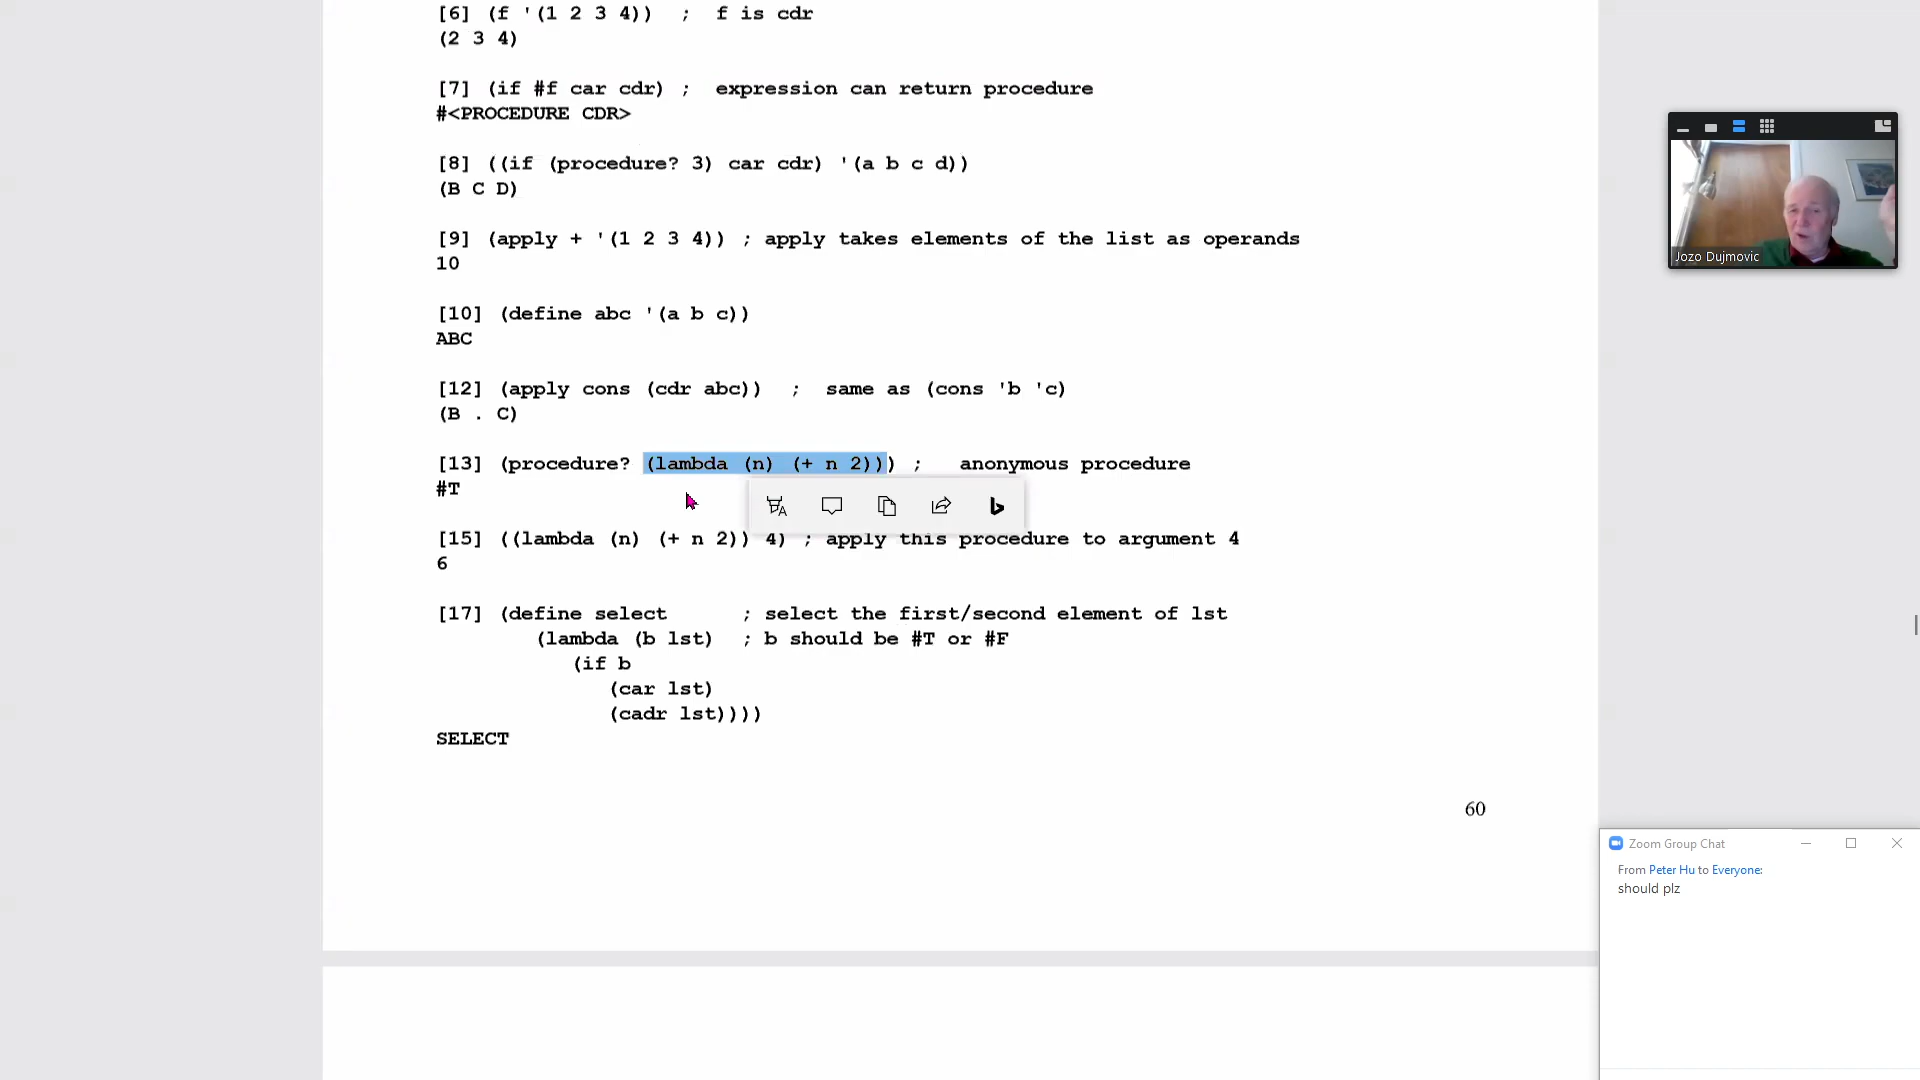 [6] (f '(1 2 3 4))  ;  f is cdr
(2 3 4)
[7] (if #f car cdr) ;  expression can return procedure
#<PROCEDURE CDR>
[8] ((if (procedure? 3) car cdr) '(a b c d))
(B C D)
[9] (apply + '(1 2 3 4)) ; apply takes elements of the list as operands
10
[10] (define abc '(a b c))
ABC
[12] (apply cons (cdr abc))  ;  same as (cons 'b 'c)
(B . C)
[13] (procedure? (lambda (n) (+ n 2))) ;   anonymous procedure
#T
[15] ((lambda (n) (+ n 2)) 4) ; apply this procedure to argument 4
6
[17] (define select      ; select the first/second element of lst
(lambda (b lst)  ; b should be #T or #F
(if b
(car lst)
(cadr lst))))
SELECT
60
Jozo Dujmovic
Zoom Group Chat
From Peter Hu to Everyone:
should plz